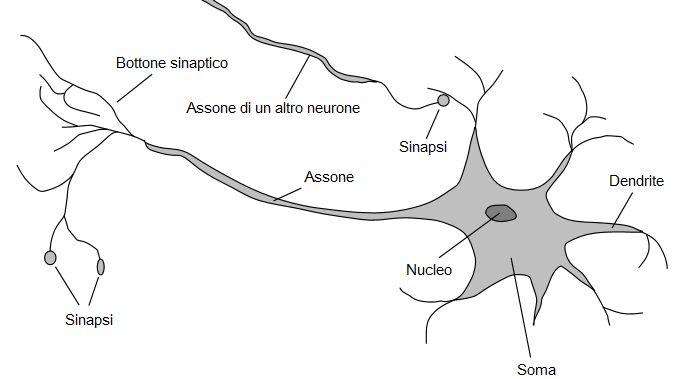 Bottone sinaptico
Assone di un altro neurone
Sinapsi
Assone
Dendrite
Nucleo
Sinapsi
Soma